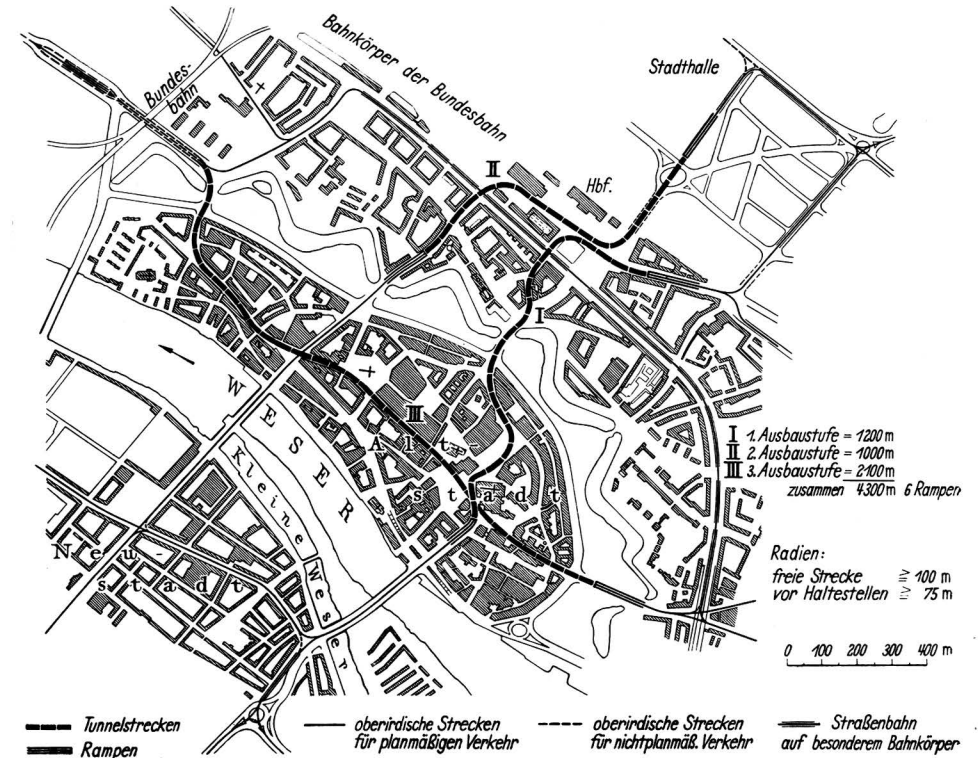 Bahnkörper der Bundesbahn
Stadthalle
Bundes-
bahn
II
Hbf.
I
W E S E R
III
Alt-
stadt
Kleine Weser
Neu-
stadt
I 1. Ausbaustufe = 1200 m
II 2. Ausbaustufe = 1000 m
III 3. Ausbaustufe = 2100 m
zusammen 4300 m 6 Rampen
Radien:
freie Strecke ≧ 100 m
vor Haltestellen ≧ 75 m
0 100 200 300 400 m
Tunnelstrecken
Rampen
oberirdische Strecken
für planmäßigen Verkehr
oberirdische Strecken
für nichtplanmäß. Verkehr
Straßenbahn
auf besonderem Bahnkörper